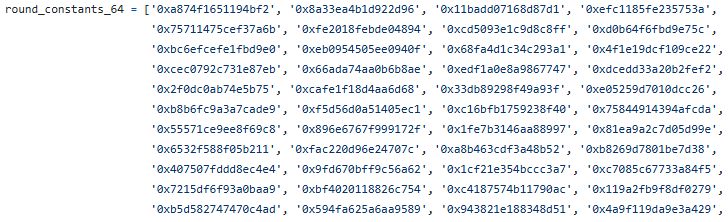 round_constants_64 = ['0xa874f1651194bf2', '0x8a33ea4b1d922d96', '0x11badd07168d87d1', '0xefc1185fe235753a',
'0x75711475cef37a6b', '0xfe2018febde04894', '0xcd5093e1c9d8c8ff', '0xd0b64f6fbd9e75c',
'0xbc6efcefe1fbd9e0', '0xeb0954505ee0940f', '0x68fa4d1c34c293a1', '0x4f1e19dcf109ce22',
'0xcec0792c731e87eb', '0x66ada74aa0b6b8ae', '0xedf1a0e8a9867747', '0xdcedd33a20b2fef2',
'0x2f0dc0ab74e5b75', '0xcafe1f18d4aa6d68', '0x33db89298f49a93f', '0xe05259d7010dcc26',
'0xb8b6fc9a3a7cade9', '0xf5d56d0a51405ec1', '0xc16bfb1759238f40', '0x75844914394afcda',
'0x55571ce9ee8f69c8', '0x896e6767f999172f', '0x1fe7b3146aa88997', '0x81ea9a2c7d05d99e',
'0x6532f588f05b211', '0xfac220d96e24707c', '0xa8b463cdf3a48b52', '0xb8269d7801be7d38',
'0x407507fddd8ec4e4', '0x9fd670bff9c56a62', '0x1cf21e354bccc3a7', '0xc7085c67733a84f5',
'0x7215df6f93a0baa9', '0xbf4020118826c754', '0xc4187574b11790ac', '0x119a2fb9f8df0279',
'0xb5d582747470c4ad', '0x594fa625a6aa9589', '0x943821e188348d51', '0x4a9f119da9e3a429',